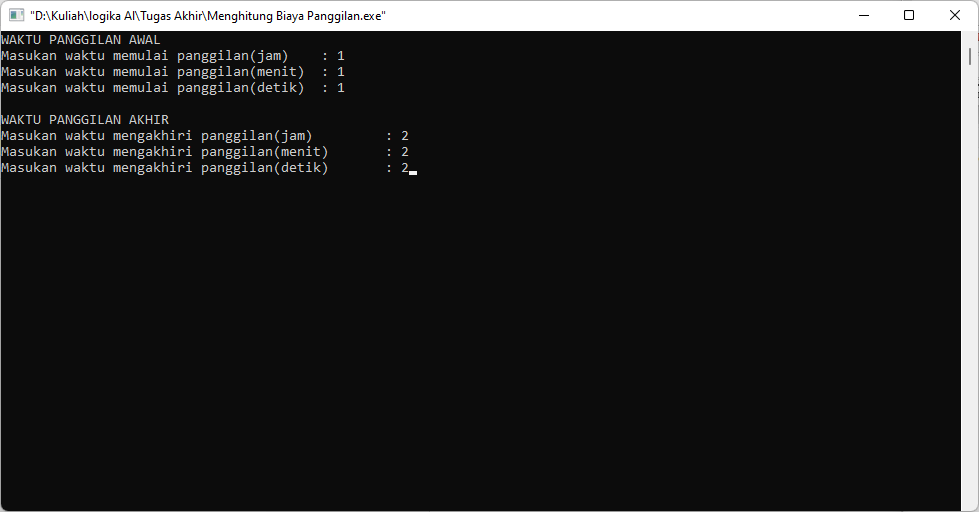 "D:\Kuliah\logika Al\Tugas Akhir\Menghitung Biaya Panggilan.exe"
WAKTU PANGGILAN AWAL
Masukan waktu memulai panggilan(jam) : 1
Masukan waktu memulai panggilan(menit) : 1
Masukan waktu memulai panggilan(detik) : 1
WAKTU PANGGILAN AKHIR
Masukan waktu mengakhiri panggilan(jam) : 2
Masukan waktu mengakhiri panggilan(menit) : 2
Masukan waktu mengakhiri panggilan(detik) : 2